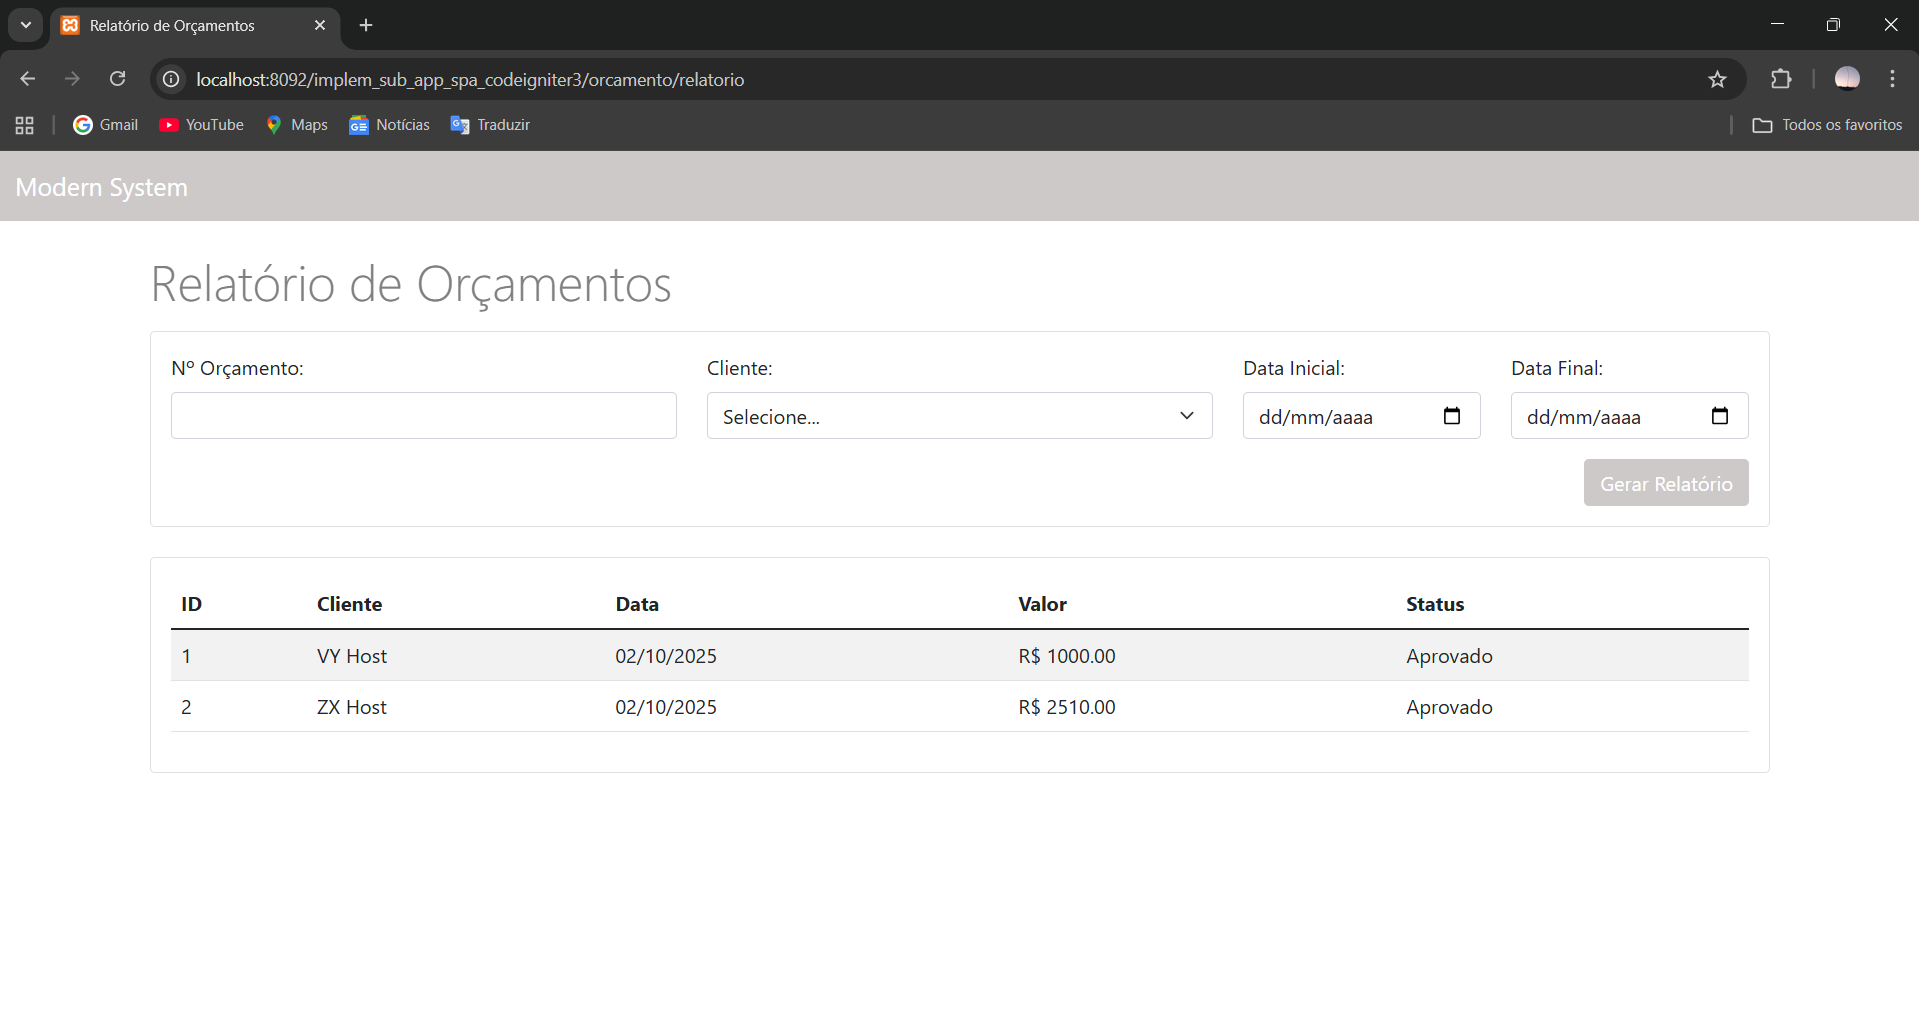 Relatório de Orçamentos
localhost:8092/implem_sub_app_spa_codeigniter3/orcamento/relatorio
Gmail YouTube Maps Notícias Traduzir Todos os favoritos
Modern System
Relatório de Orçamentos
Nº Orçamento: Cliente: Data Inicial: Data Final:
Selecione... dd/mm/aaaa dd/mm/aaaa
Gerar Relatório
ID Cliente Data Valor Status
1 VY Host 02/10/2025 R$ 1000.00 Aprovado
2 ZX Host 02/10/2025 R$ 2510.00 Aprovado